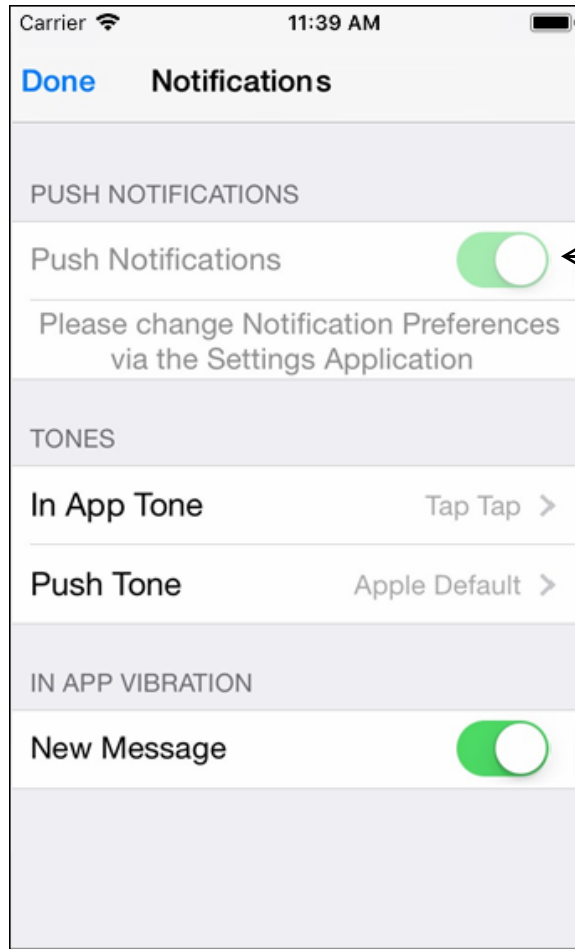 Carrier 11:39 AM
Done Notifications
PUSH NOTIFICATIONS
Push Notifications
Please change Notification Preferences
via the Settings Application
TONES
In App Tone Tap Tap >
Push Tone Apple Default >
IN APP VIBRATION
New Message